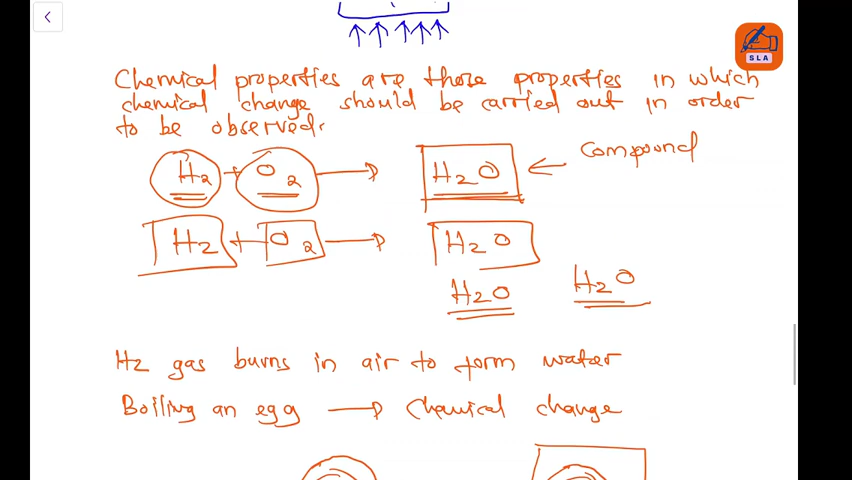 SLA
Chemical properties are those properties in which
chemical change should be carried out in order
to be observed.
H2 + O2 → H2O ← Compound
H2 + O2 → H2O
H2O H2O
H2 gas burns in air to form water
Boiling an egg → Chemical change